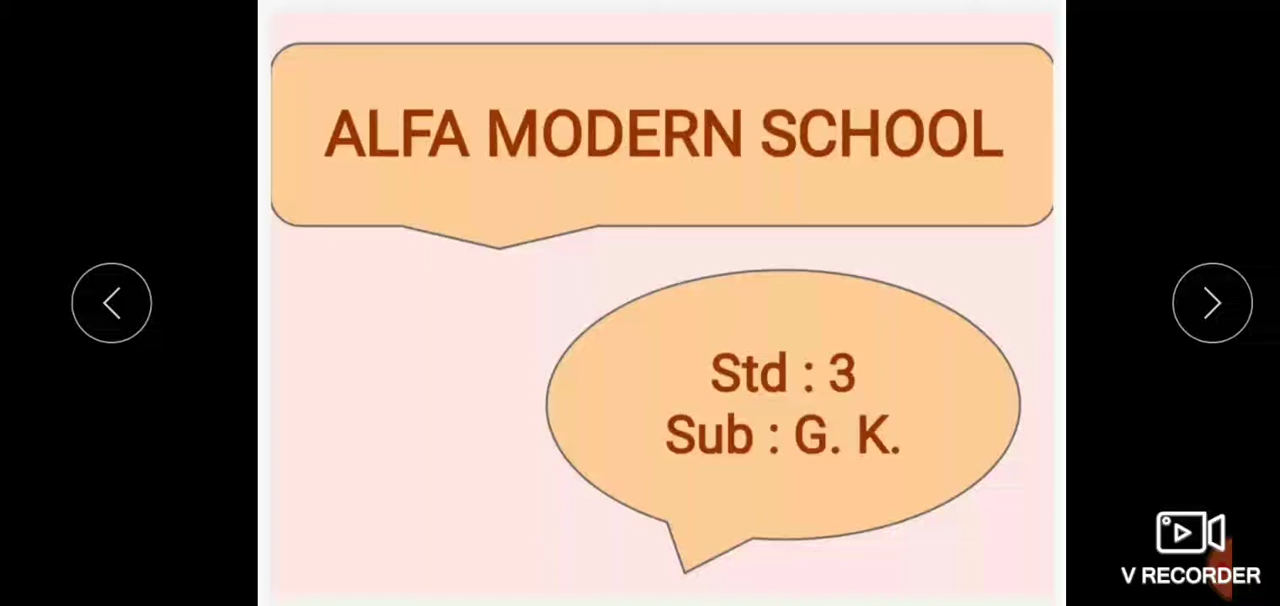 ALFA MODERN SCHOOL
Std : 3
Sub : G. K.
V RECORDER